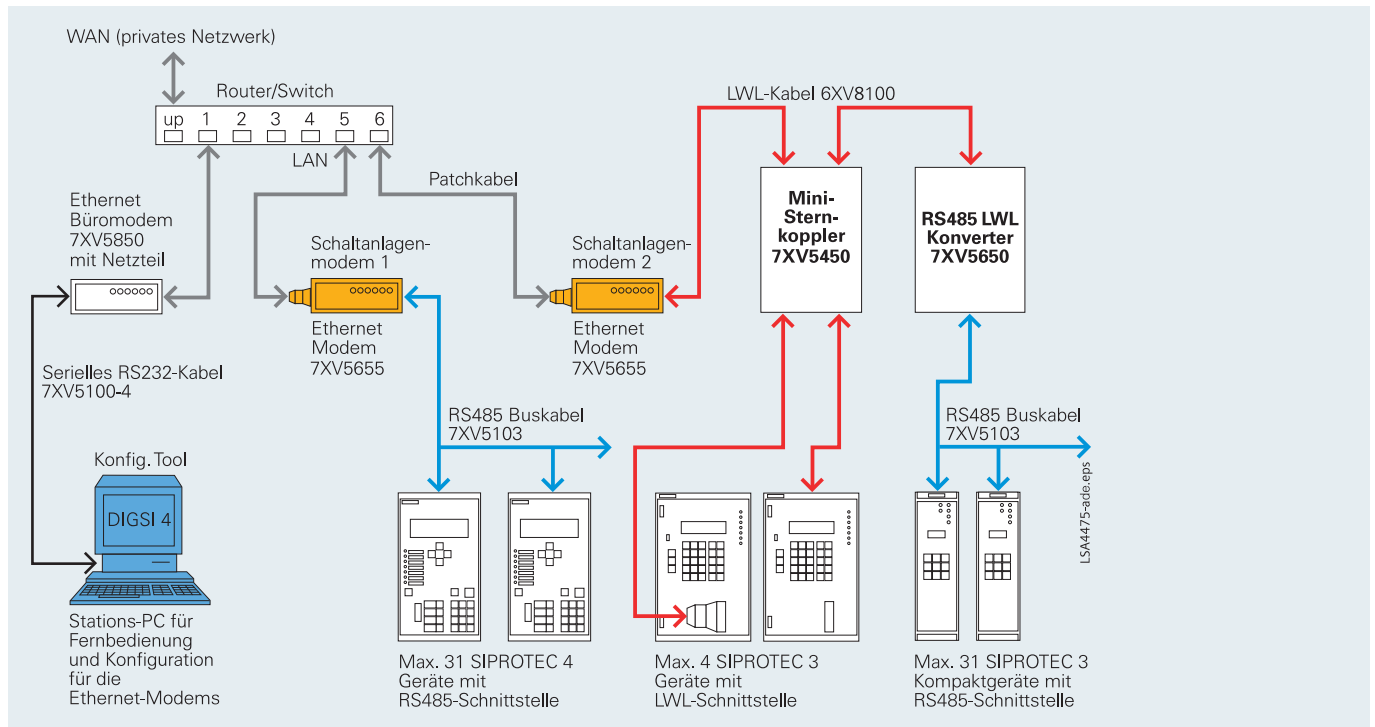 WAN (privates Netzwerk)
Router/Switch
up 1 2 3 4 5 6
LAN
LWL-Kabel 6XV8100
Patchkabel
Ethernet
Büromodem
7XV5850
mit Netzteil
Schaltanlagen-
modem 1
Ethernet
Modem
7XV5655
Schaltanlagen-
modem 2
Ethernet
Modem
7XV5655
Mini-
Stern-
koppler
7XV5450
RS485 LWL
Konverter
7XV5650
Serielles RS232-Kabel
7XV5100-4
RS485 Buskabel
7XV5103
RS485 Buskabel
7XV5103
Konfig. Tool
DIGSI 4
Stations-PC für
Fernbedienung
und Konfiguration
für die
Ethernet-Modems
Max. 31 SIPROTEC 4
Geräte mit
RS485-Schnittstelle
Max. 4 SIPROTEC 3
Geräte mit
LWL-Schnittstelle
Max. 31 SIPROTEC 3
Kompaktgeräte mit
RS485-Schnittstelle
LSA4475-ade.eps